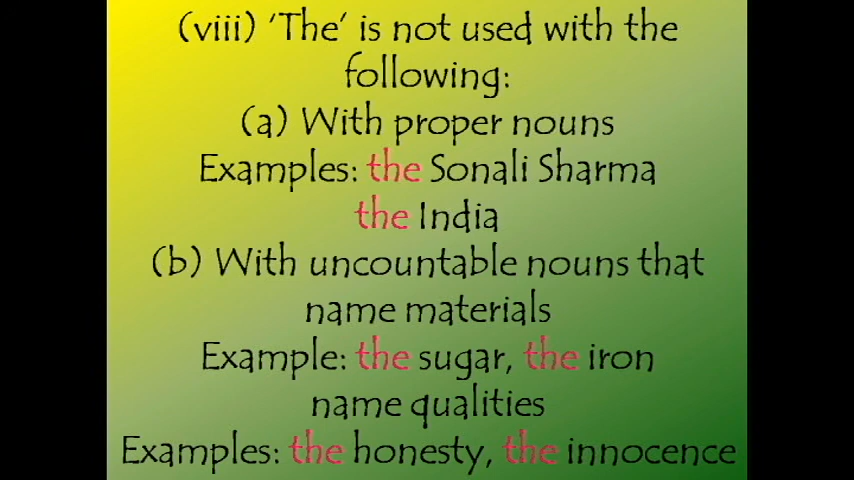 (viii) 'The' is not used with the
following:
(a) With proper nouns
Examples: the Sonali Sharma
the India
(b) With uncountable nouns that
name materials
Example: the sugar, the iron
name qualities
Examples: the honesty, the innocence